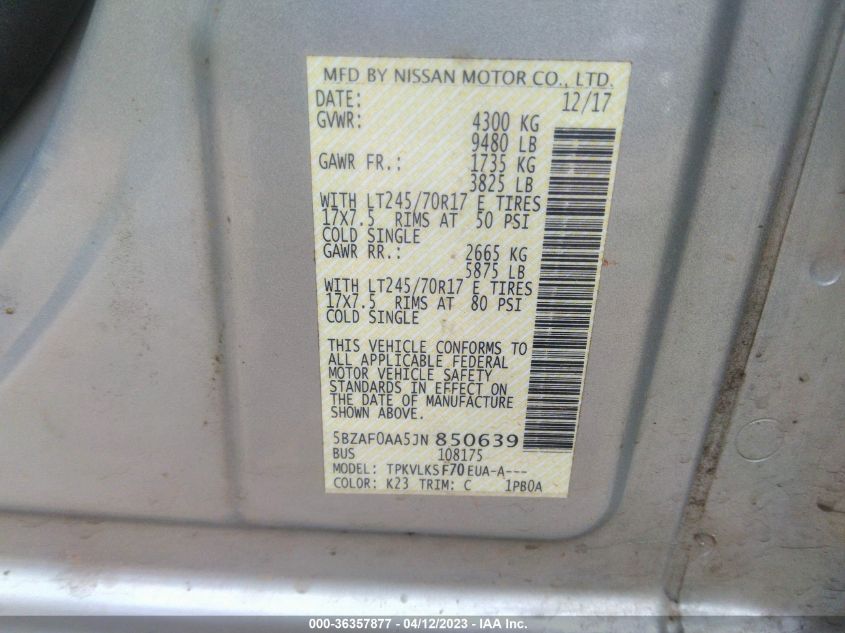 MFD BY NISSAN MOTOR CO., LTD.
DATE: 12/17
GVWR: 4300 KG
9480 LB
GAWR FR.: 1735 KG
3825 LB
WITH LT245/70R17 E TIRES
17X7.5 RIMS AT 50 PSI
COLD SINGLE
GAWR RR.: 2665 KG
5875 LB
WITH LT245/70R17 E TIRES
17X7.5 RIMS AT 80 PSI
COLD SINGLE
THIS VEHICLE CONFORMS TO
ALL APPLICABLE FEDERAL
MOTOR VEHICLE SAFETY
STANDARDS IN EFFECT ON
THE DATE OF MANUFACTURE
SHOWN ABOVE.
5BZAF0AA5JN 850639
BUS 108175
MODEL: TPKVLKSF70EUA-A---
COLOR: K23 TRIM: C 1PB0A
000-36357877 - 04/12/2023 - IAA Inc.